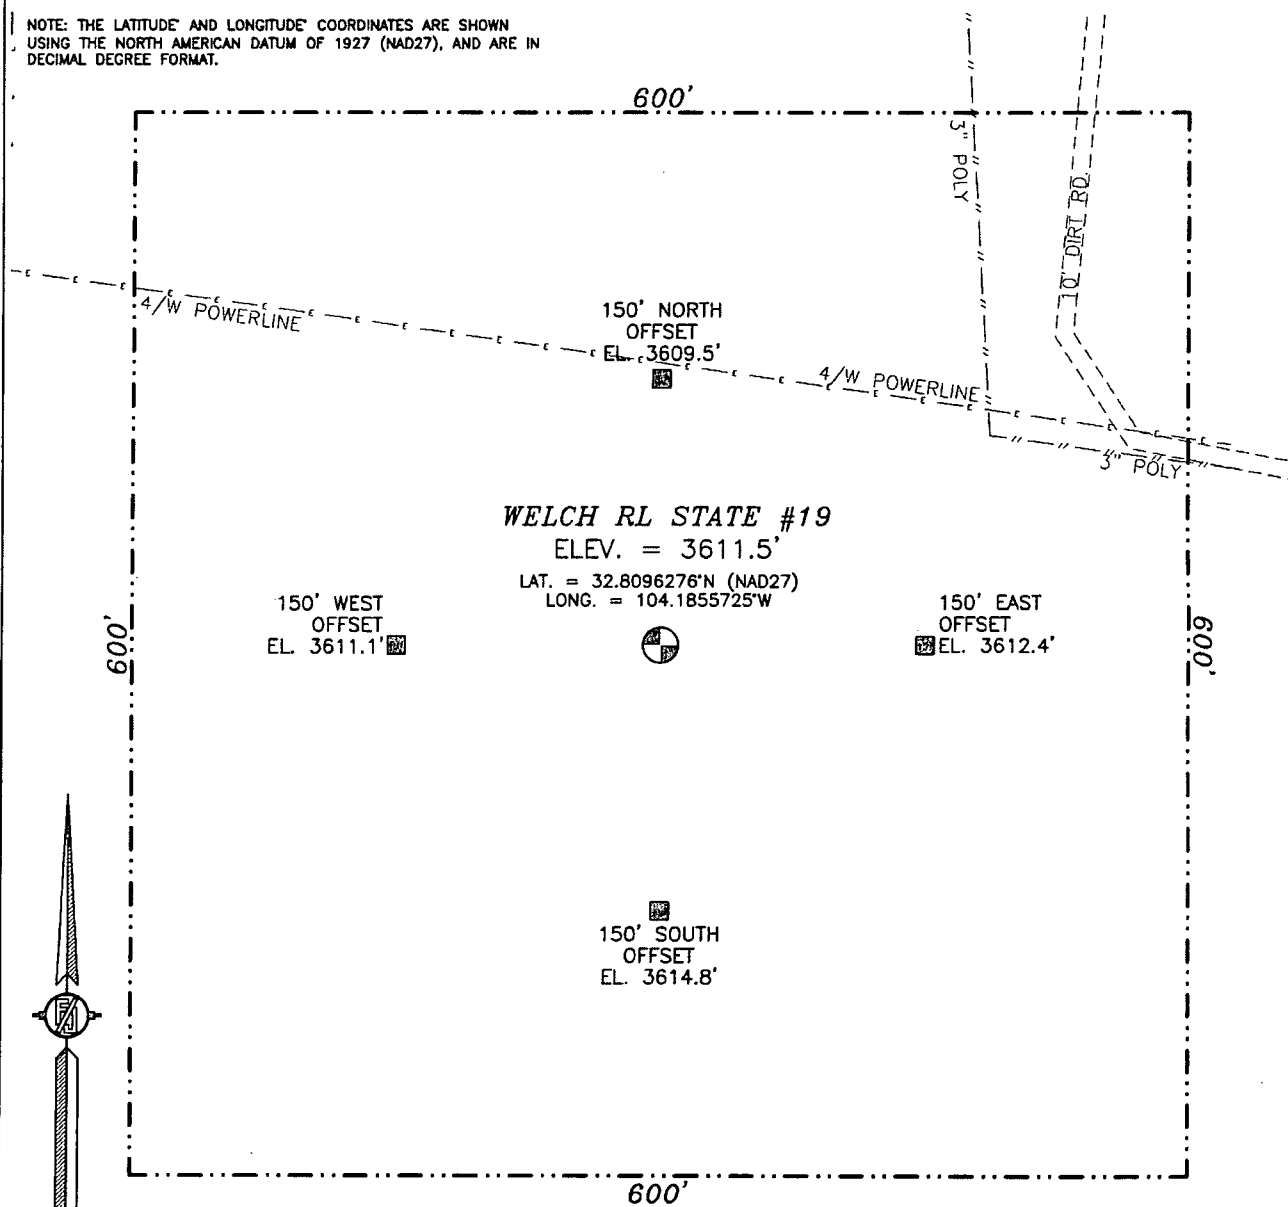 NOTE: THE LATITUDE AND LONGITUDE COORDINATES ARE SHOWN
USING THE NORTH AMERICAN DATUM OF 1927 (NAD27), AND ARE IN
DECIMAL DEGREE FORMAT.
600'
3" POLY
10' DIRT RD
4/W POWERLINE
150' NORTH
OFFSET
EL. 3609.5'
4/W POWERLINE
3" POLY
WELCH RL STATE #19
ELEV. = 3611.5'
LAT. = 32.8096276°N (NAD27)
LONG. = 104.1855725°W
150' WEST
OFFSET
EL. 3611.1'
150' EAST
OFFSET
EL. 3612.4'
600'
600'
150' SOUTH
OFFSET
EL. 3614.8'
600'